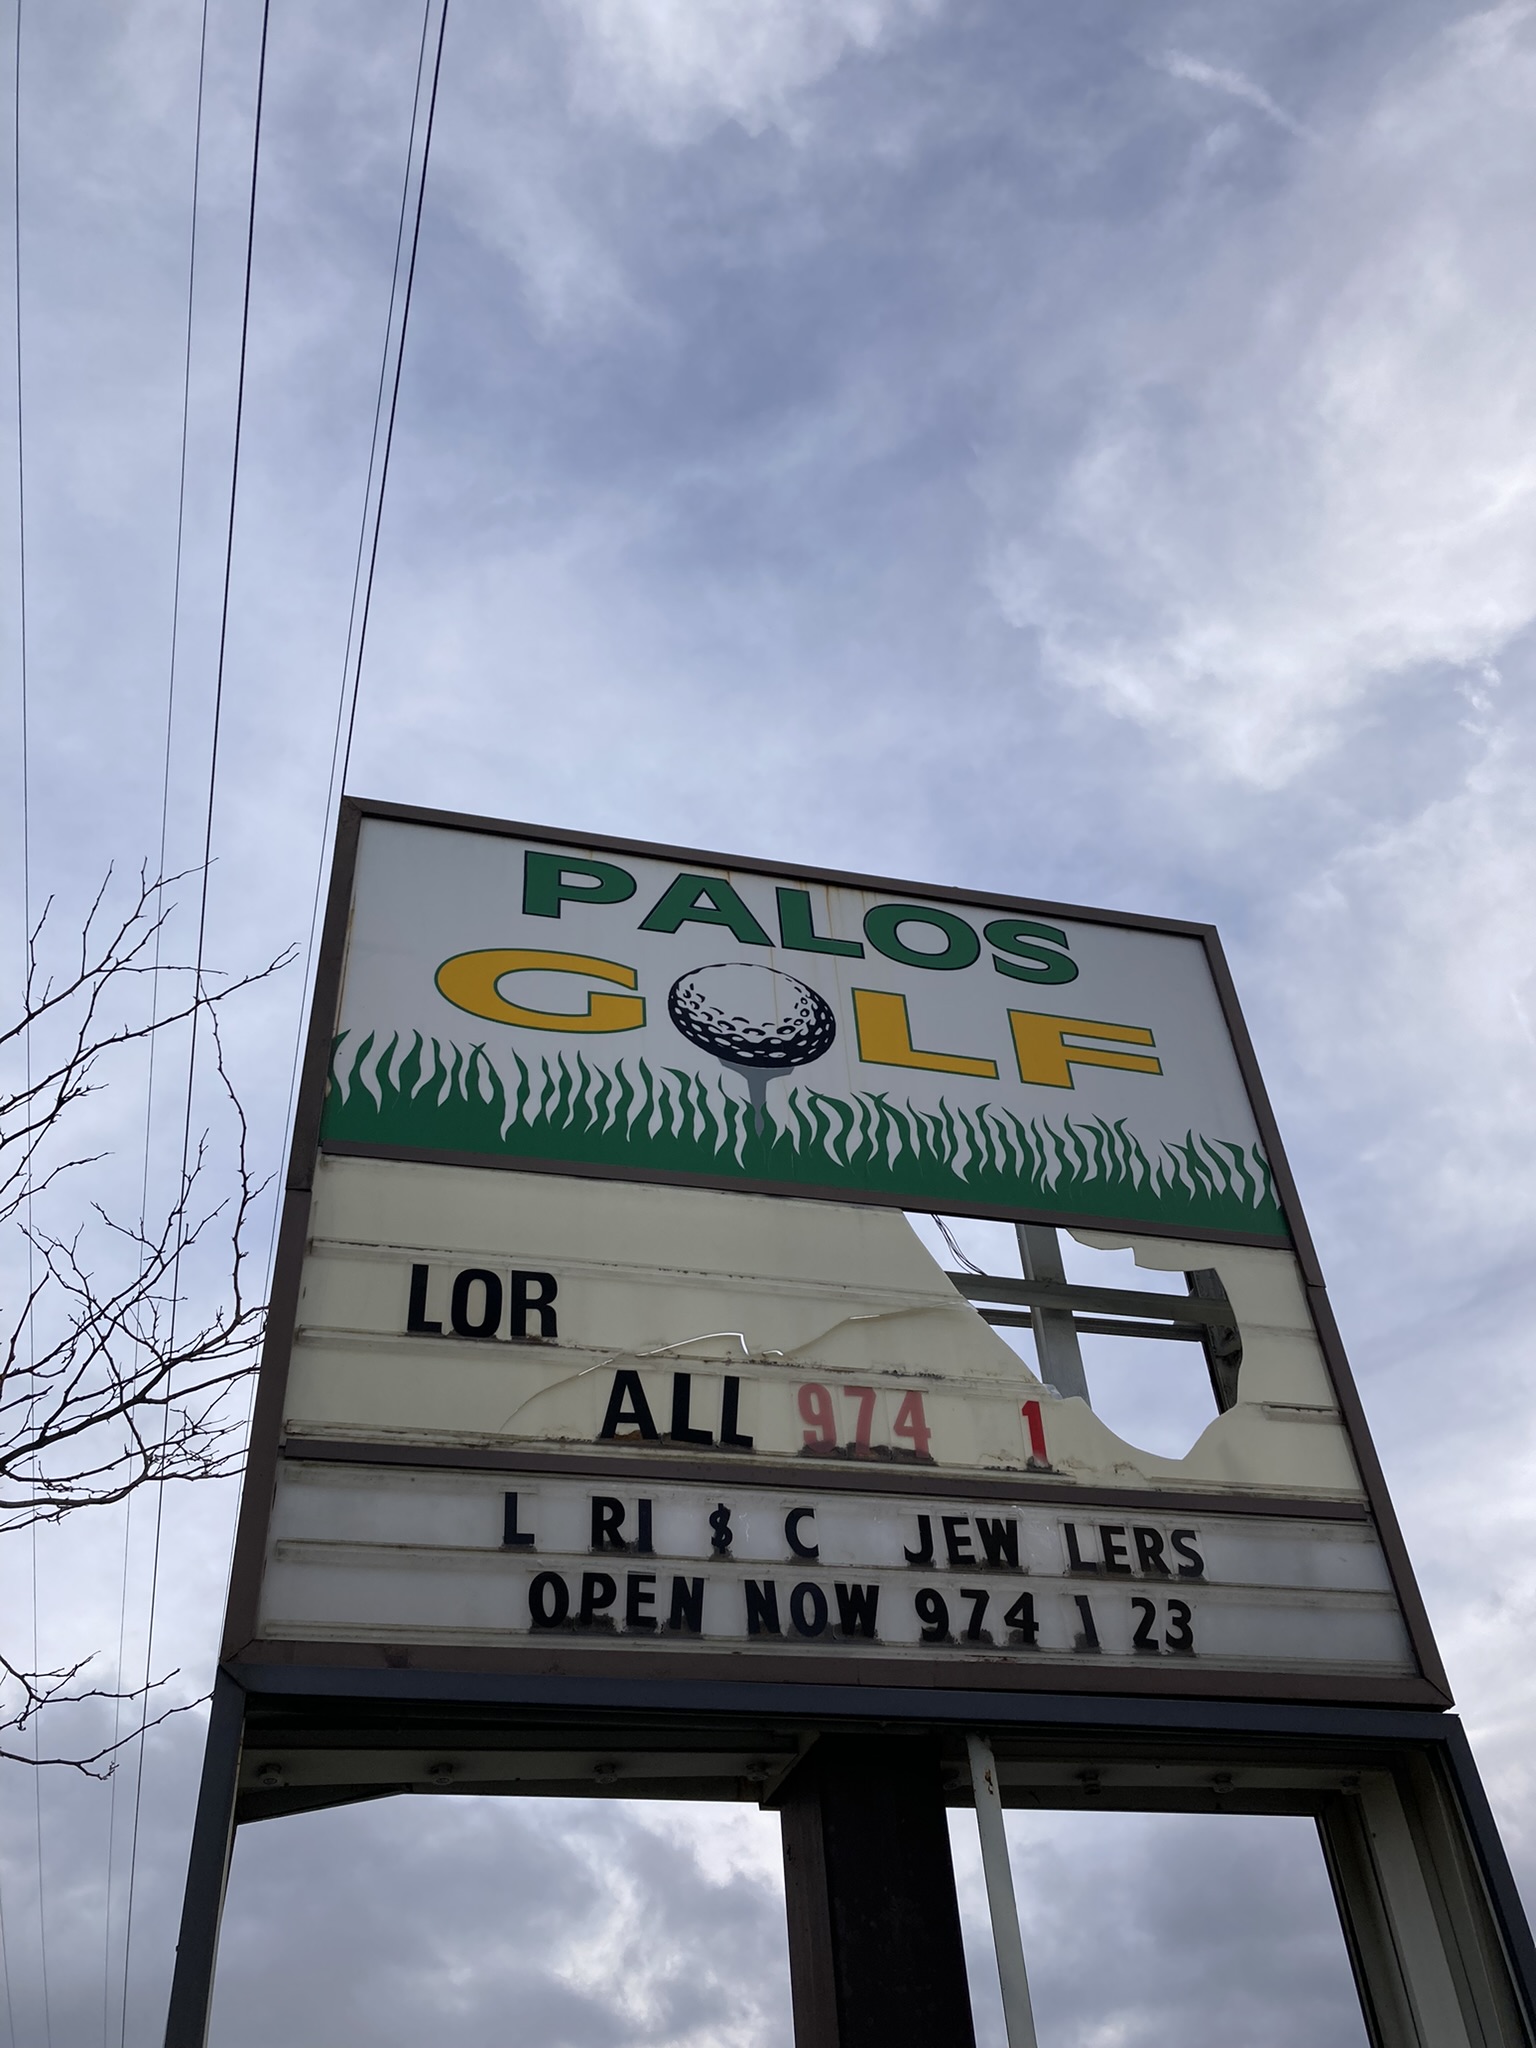 PALOS
GOLF
LOR
ALL 974 1
L RI $ C JEW LERS
OPEN NOW 974 1 23